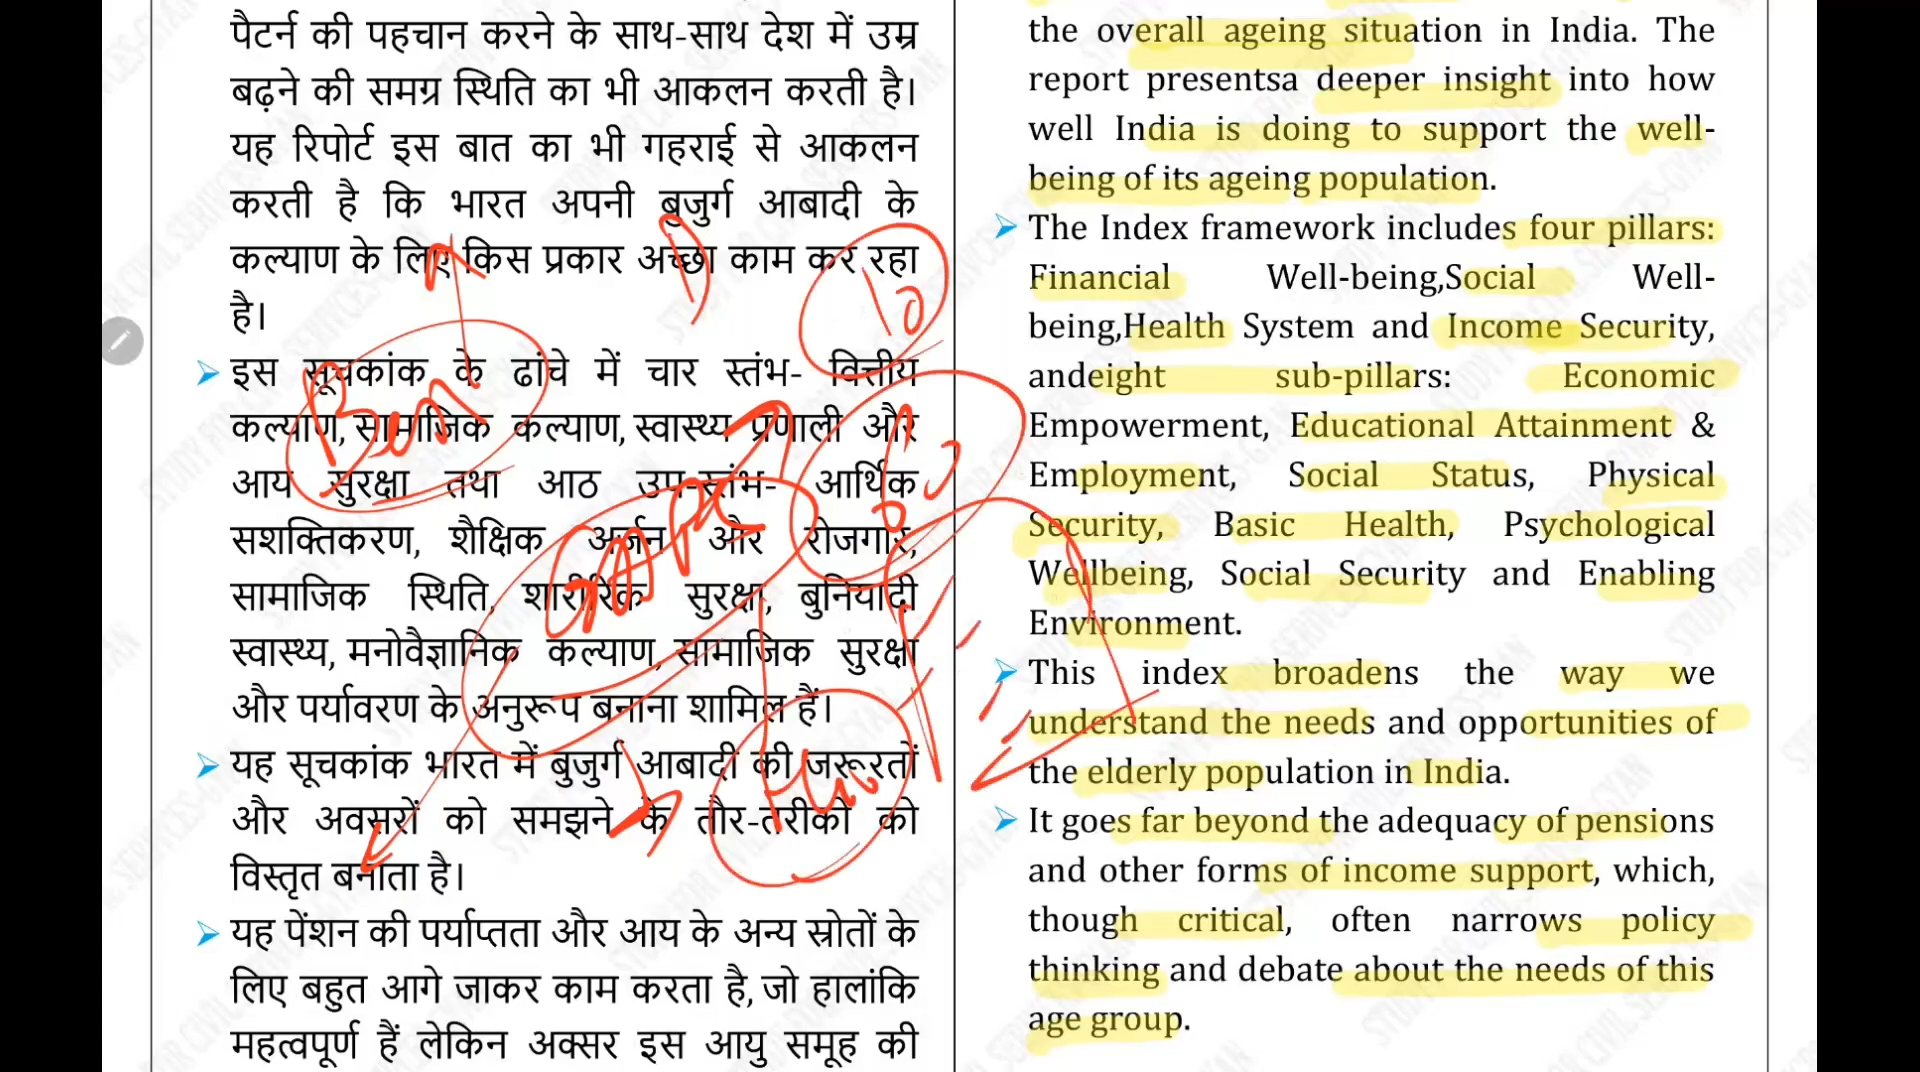 पैटर्न की पहचान करने के साथ-साथ देश में उम्र
बढ़ने की समग्र स्थिति का भी आकलन करती है।
यह रिपोर्ट इस बात का भी गहराई से आकलन
करती है कि भारत अपनी बुजुर्ग आबादी के
कल्याण के लिए किस प्रकार अच्छा काम कर रहा
है।
➢ इस सूचकांक के ढांचे में चार स्तंभ- वित्तीय
कल्याण, सामाजिक कल्याण, स्वास्थ्य प्रणाली और
आय सुरक्षा तथा आठ उप-स्तंभ- आर्थिक
सशक्तिकरण, शैक्षिक अर्जन और रोजगार,
सामाजिक स्थिति, शारीरिक सुरक्षा, बुनियादी
स्वास्थ्य, मनोवैज्ञानिक कल्याण, सामाजिक सुरक्षा
और पर्यावरण के अनुरूप बनाना शामिल हैं।
➢ यह सूचकांक भारत में बुजुर्ग आबादी की जरूरतों
और अवसरों को समझने के तौर-तरीकों को
विस्तृत बनाता है।
➢ यह पेंशन की पर्याप्तता और आय के अन्य स्रोतों के
लिए बहुत आगे जाकर काम करता है, जो हालांकि
महत्वपूर्ण हैं लेकिन अक्सर इस आयु समूह की
the overall ageing situation in India. The
report presentsa deeper insight into how
well India is doing to support the well-
being of its ageing population.
➢ The Index framework includes four pillars:
Financial Well-being,Social Well-
being,Health System and Income Security,
andeight sub-pillars: Economic
Empowerment, Educational Attainment &
Employment, Social Status, Physical
Security, Basic Health, Psychological
Wellbeing, Social Security and Enabling
Environment.
➢ This index broadens the way we
understand the needs and opportunities of
the elderly population in India.
➢ It goes far beyond the adequacy of pensions
and other forms of income support, which,
though critical, often narrows policy
thinking and debate about the needs of this
age group.
10
60